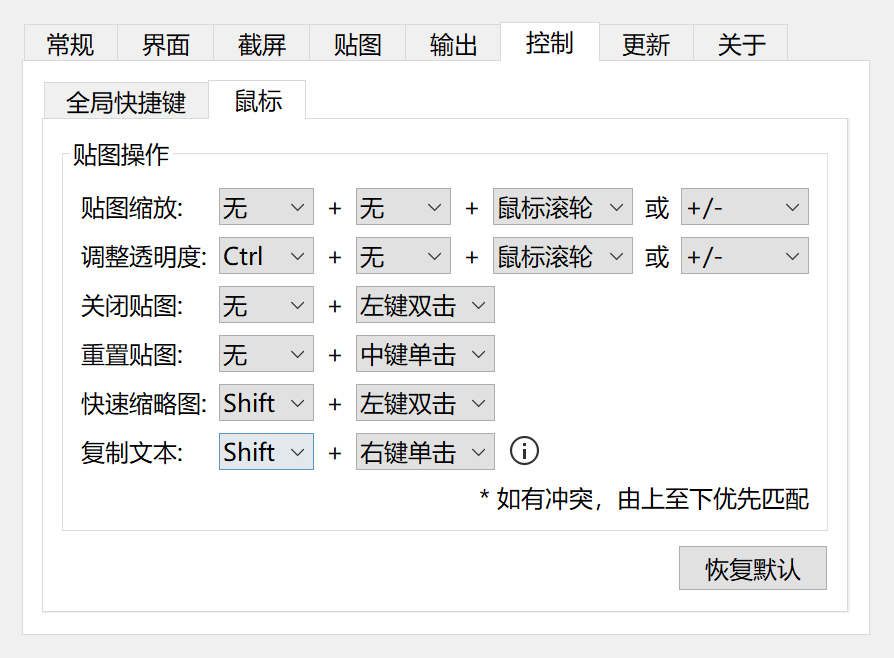 常规 界面 截屏 贴图 输出 控制 更新 关于
全局快捷键 鼠标
贴图操作
贴图缩放: 无 + 无 + 鼠标滚轮 或 +/-
调整透明度: Ctrl + 无 + 鼠标滚轮 或 +/-
关闭贴图: 无 + 左键双击
重置贴图: 无 + 中键单击
快速缩略图: Shift + 左键双击
复制文本: Shift + 右键单击
* 如有冲突，由上至下优先匹配
恢复默认